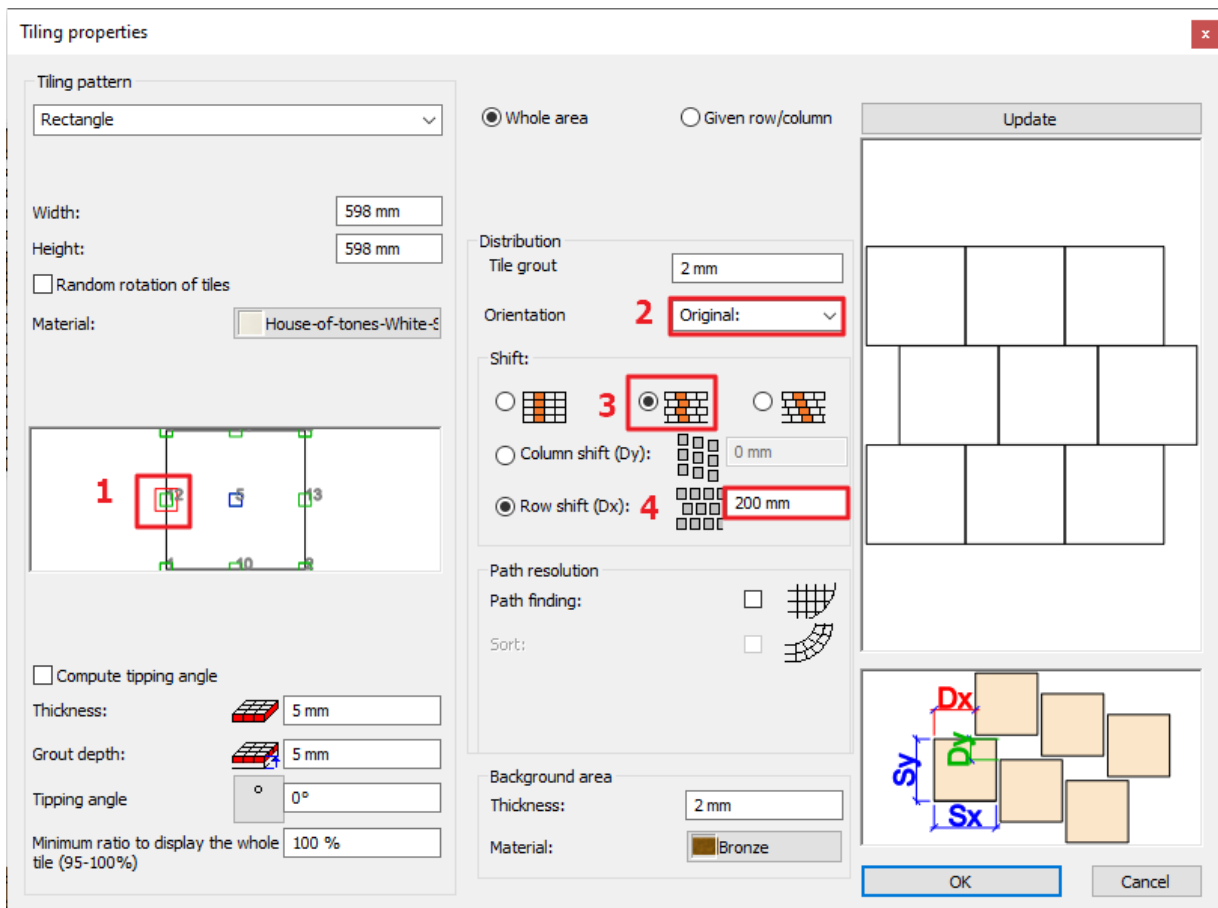 Tiling properties
x
Tiling pattern
Rectangle
Width:
598 mm
Height:
598 mm
Random rotation of tiles
Material:
House-of-tones-White-S
1
12
5
13
1
10
Compute tipping angle
Thickness:
5 mm
Grout depth:
5 mm
Tipping angle
°
0°
Minimum ratio to display the whole
tile (95-100%)
100 %
Whole area
Given row/column
Distribution
Tile grout
2 mm
Orientation
2
Original:
Shift:
3
Column shift (Dy):
0 mm
Row shift (Dx):
4
200 mm
Path resolution
Path finding:
Sort:
Background area
Thickness:
2 mm
Material:
Bronze
Update
Dx
Dy
Sy
Sx
OK
Cancel